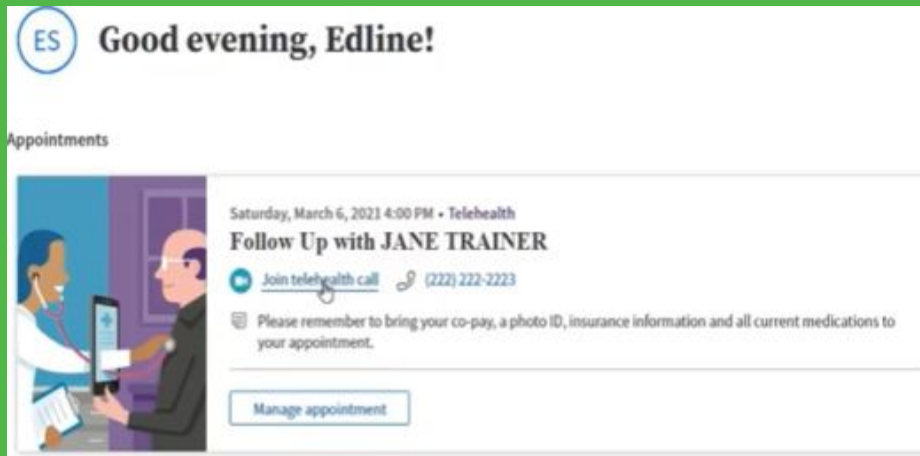 ES
Good evening, Edline!
Appointments
Saturday, March 6, 2021 4:00 PM • Telehealth
Follow Up with JANE TRAINER
Join telehealth call (222) 222-2223
Please remember to bring your co-pay, a photo ID, insurance information and all current medications to
your appointment.
Manage appointment